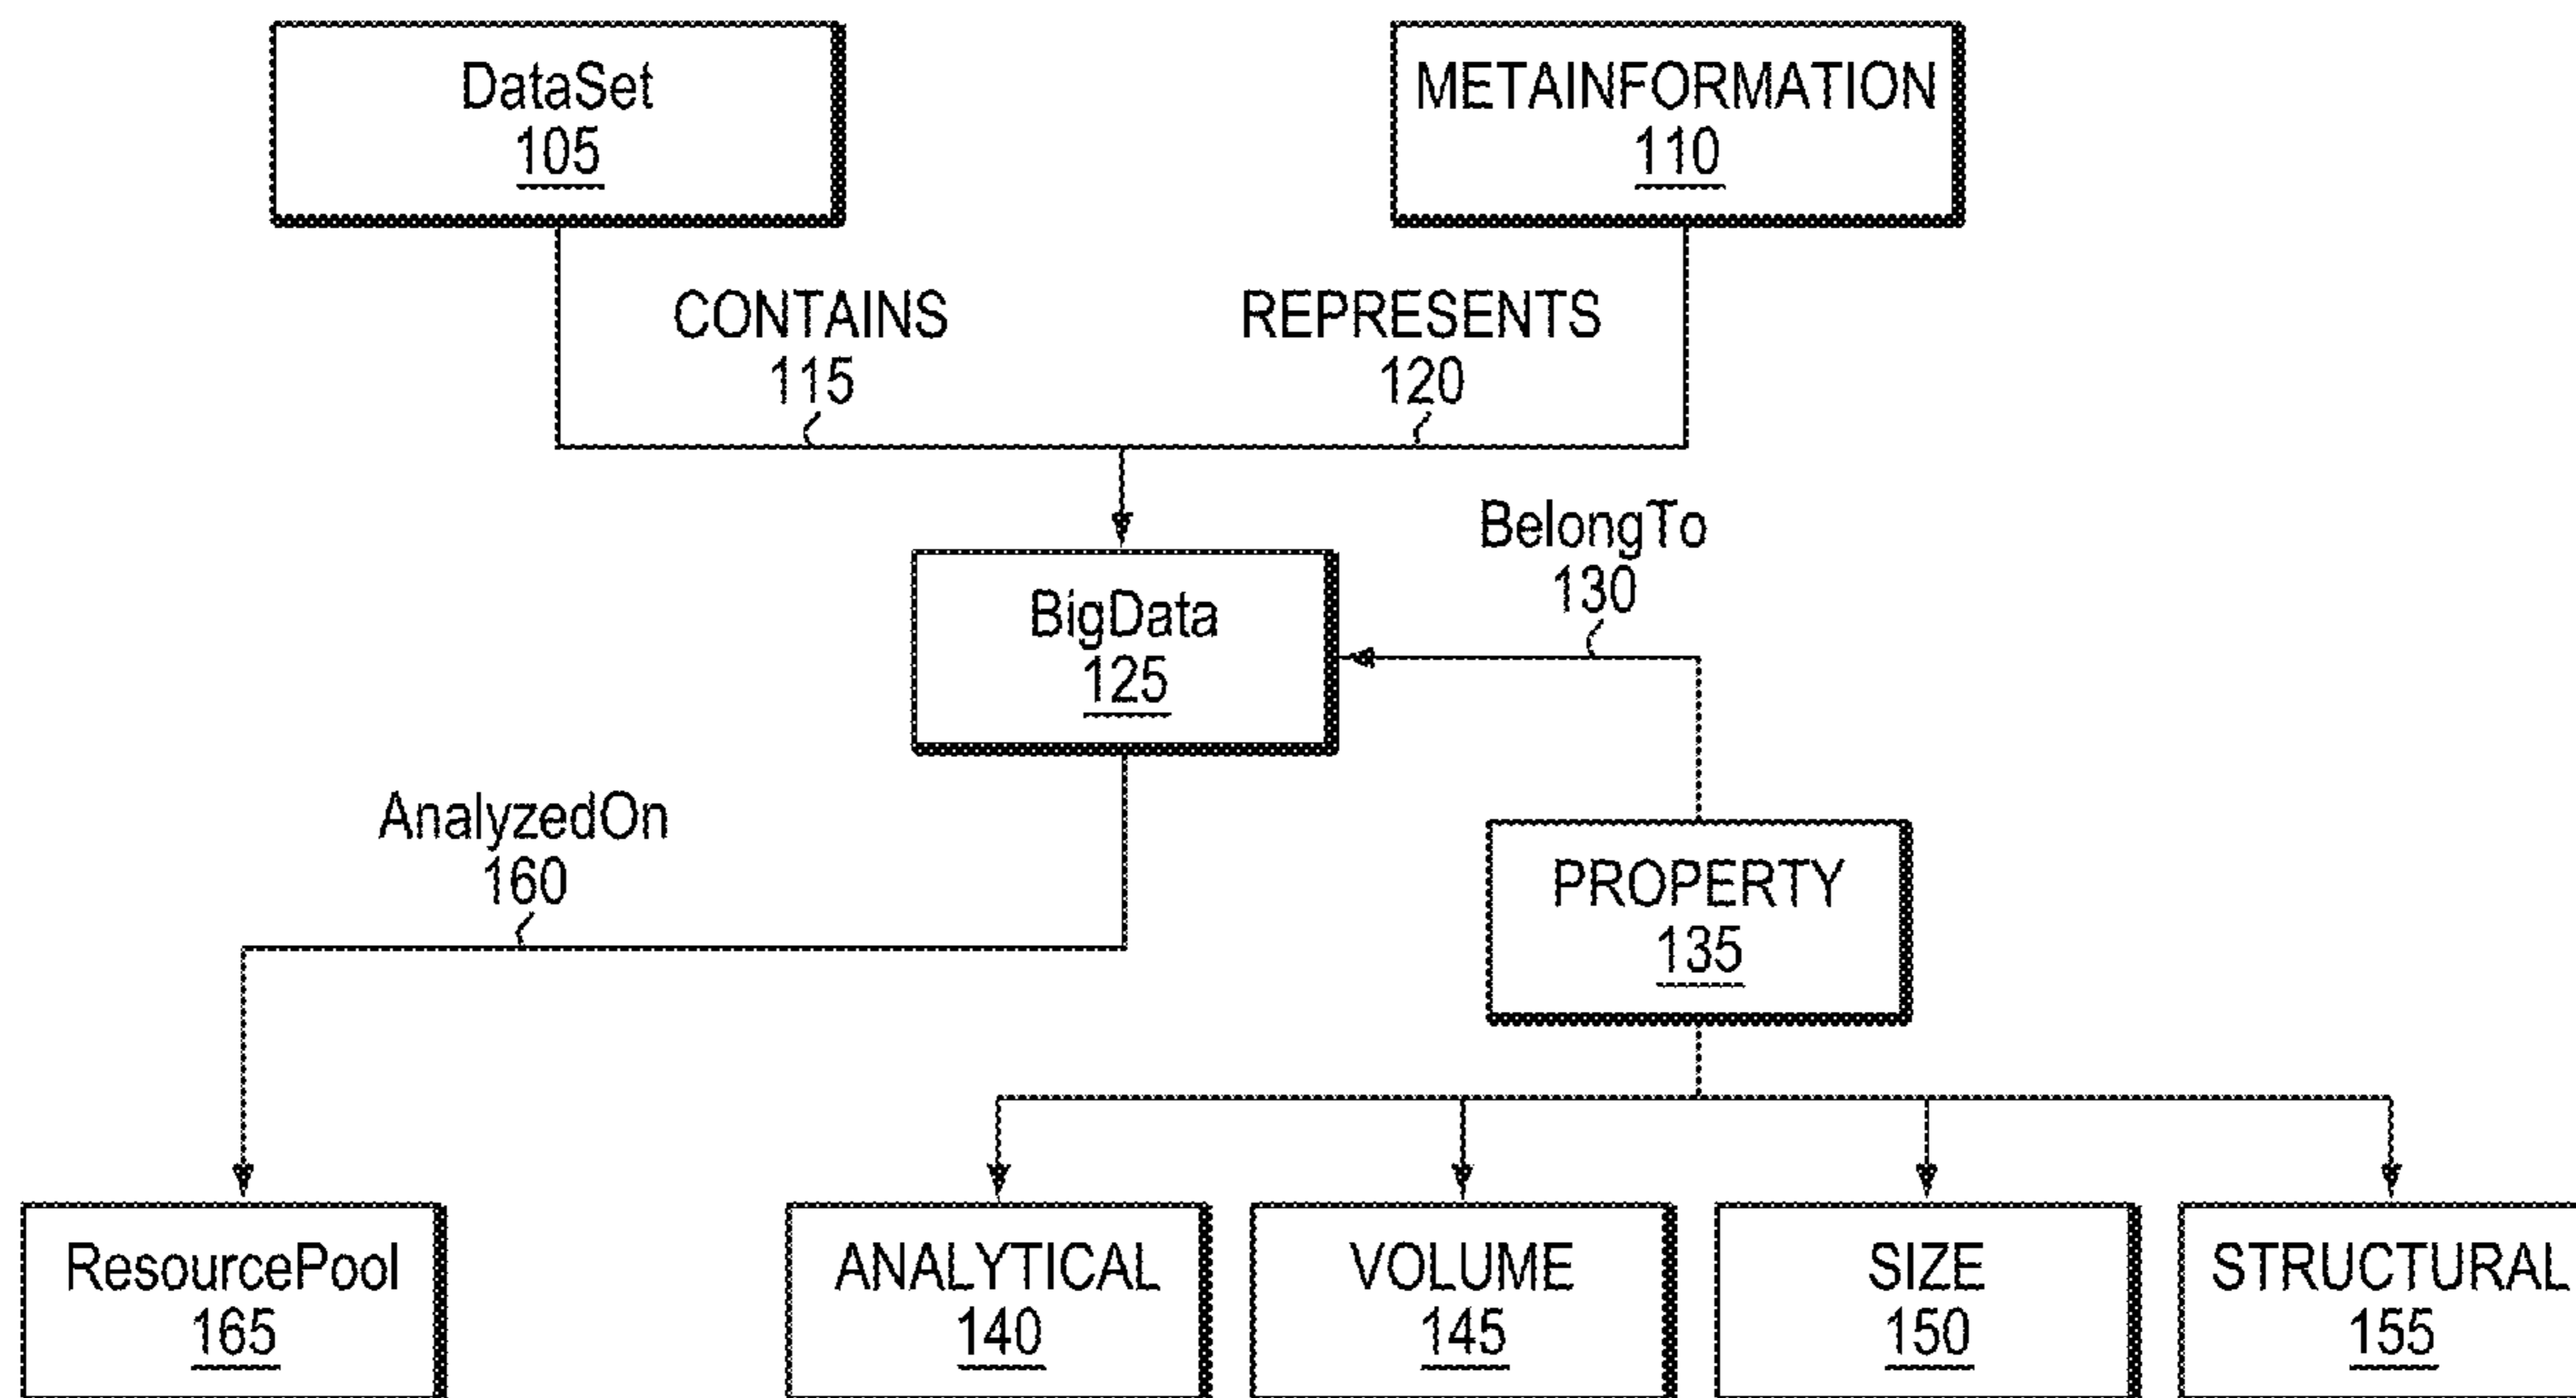 DataSet
105
METAINFORMATION
110
CONTAINS
115
REPRESENTS
120
BelongTo
130
BigData
125
AnalyzedOn
160
PROPERTY
135
ResourcePool
165
ANALYTICAL
140
VOLUME
145
SIZE
150
STRUCTURAL
155